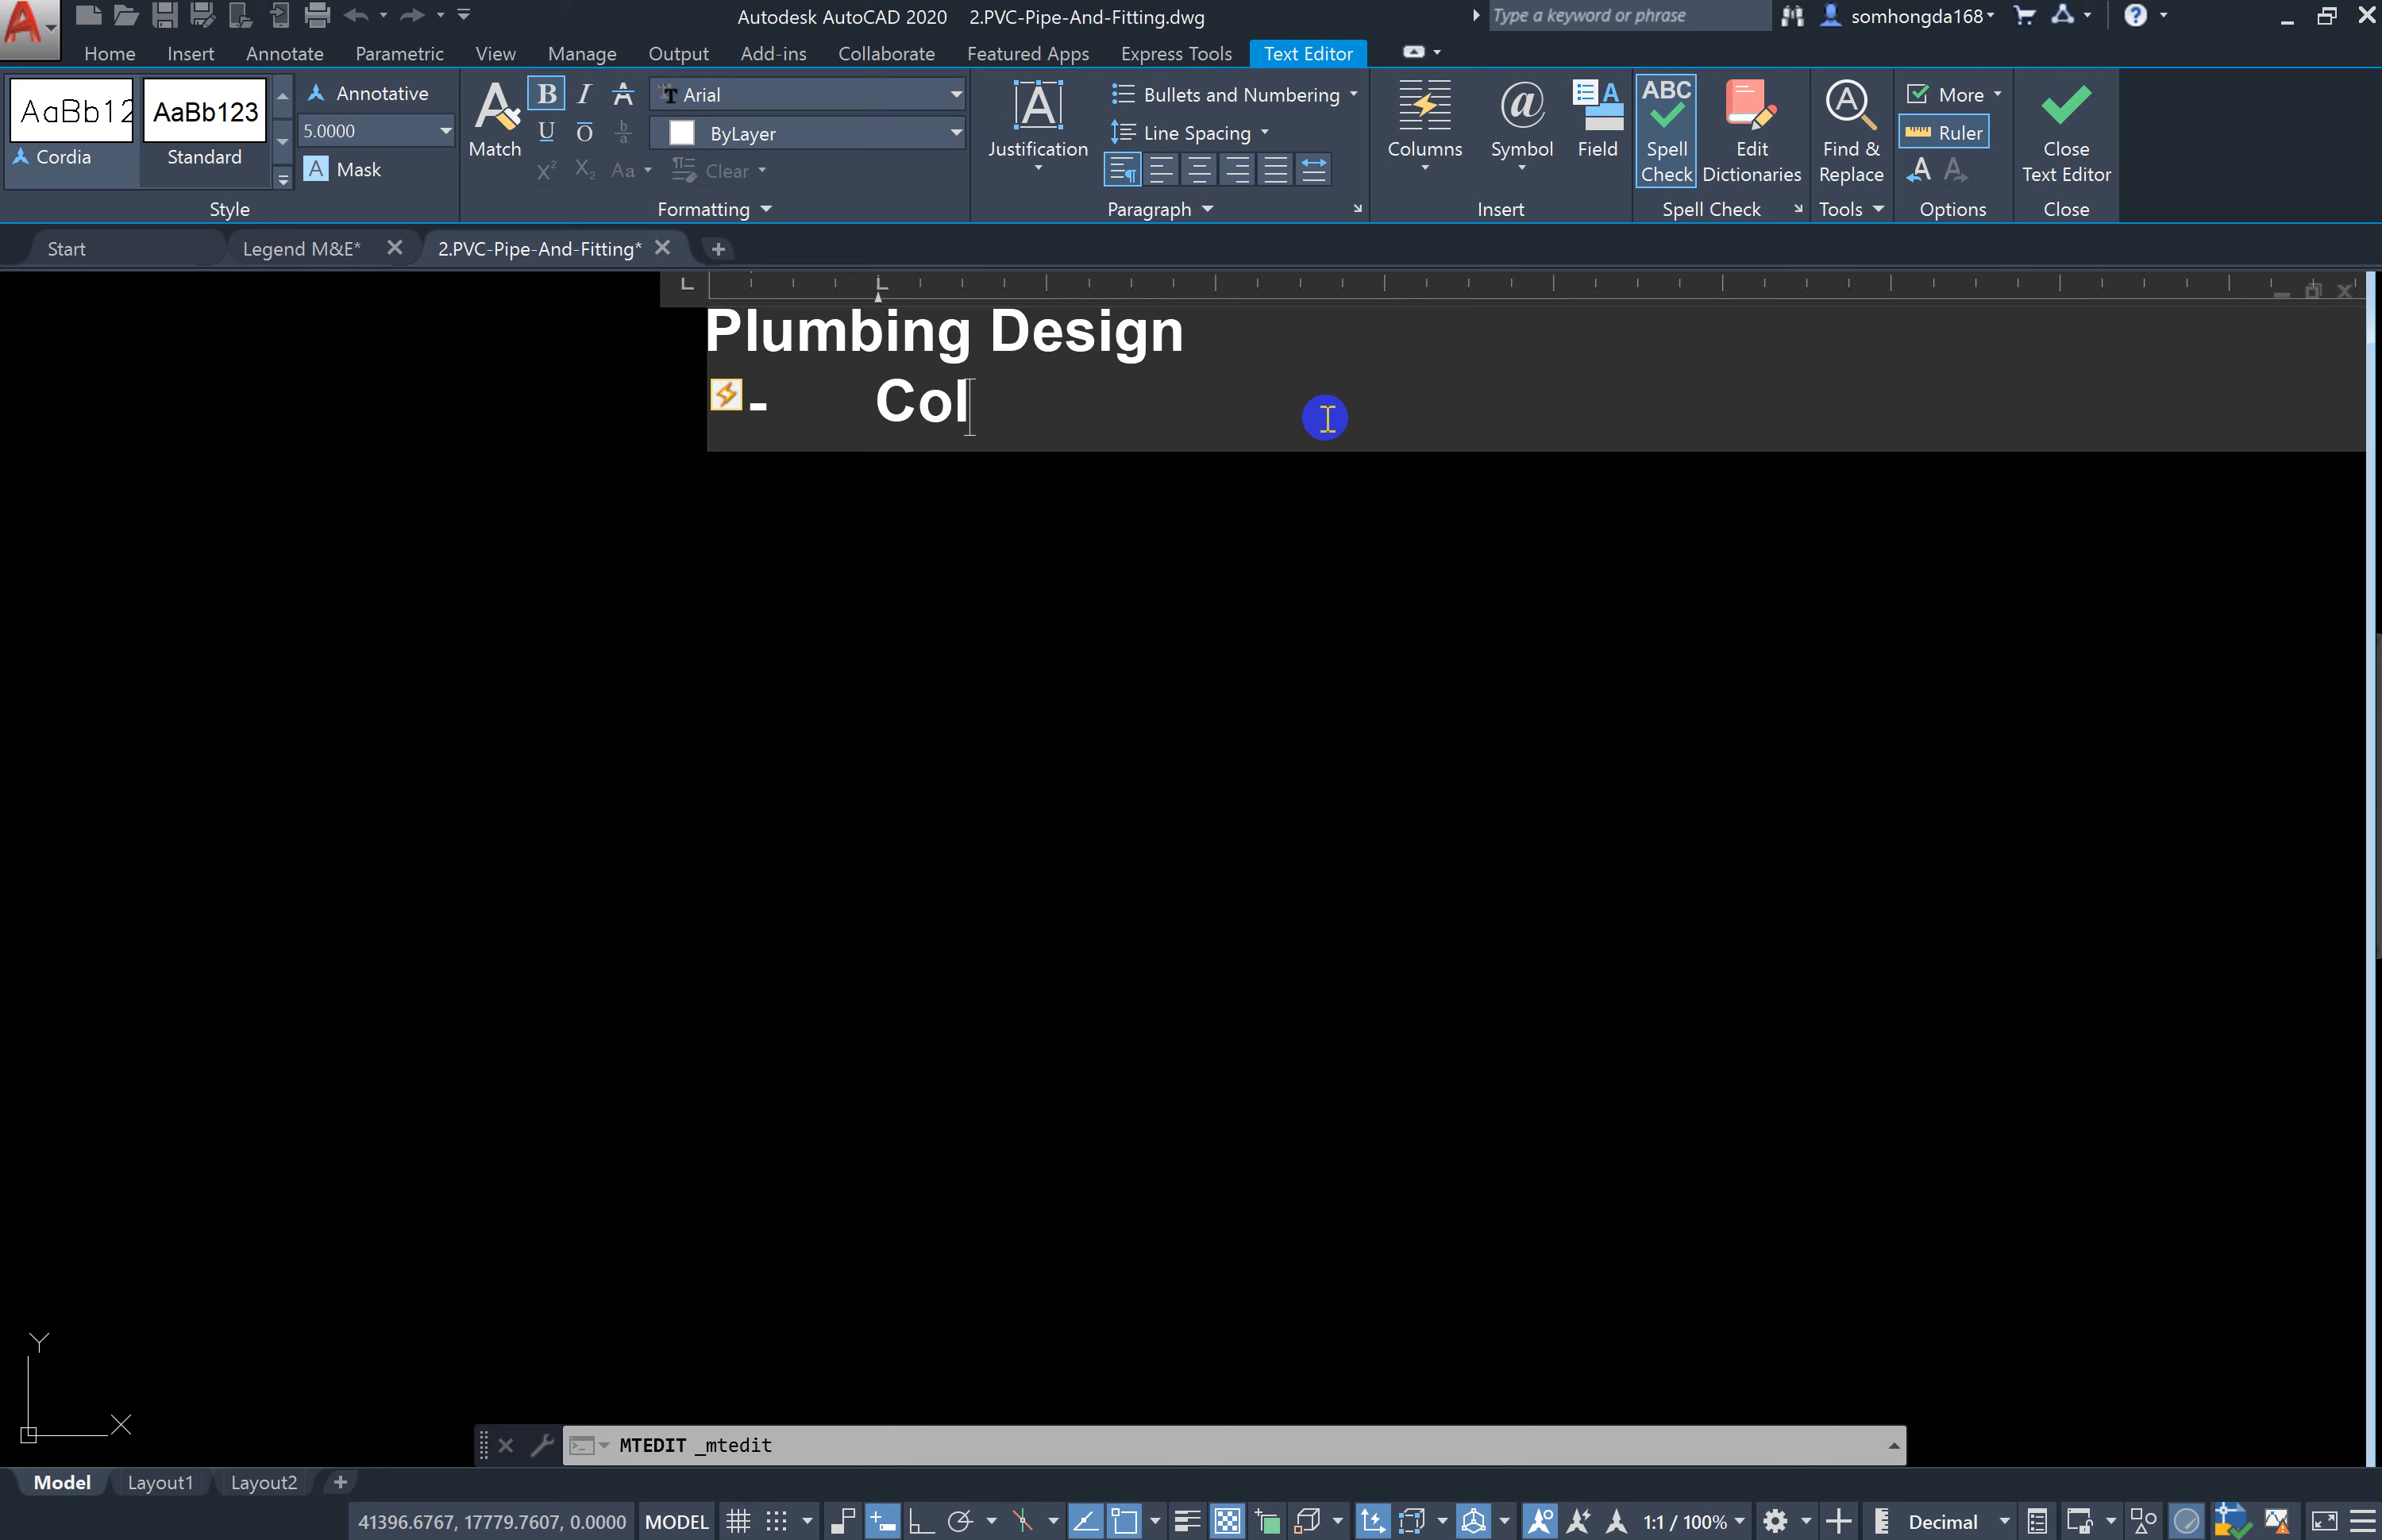 Autodesk AutoCAD 2020 2.PVC-Pipe-And-Fitting.dwg
Type a keyword or phrase
somhongda168
Home Insert Annotate Parametric View Manage Output Add-ins Collaborate Featured Apps Express Tools Text Editor
AaBb12 AaBb123
Cordia Standard
Annotative
5.0000
Mask
Style
Match
Arial
ByLayer
Clear
Formatting
Justification
Bullets and Numbering
Line Spacing
Paragraph
Columns
Symbol
Field
Insert
ABC
Spell Check
Edit Dictionaries
Spell Check
Find & Replace
Tools
More
Ruler
Options
Close Text Editor
Close
Start Legend M&E* 2.PVC-Pipe-And-Fitting*
Plumbing Design
- Col
Y
X
MTEDIT _mtedit
Model Layout1 Layout2
41396.6767, 17779.7607, 0.0000 MODEL 1:1 / 100% Decimal